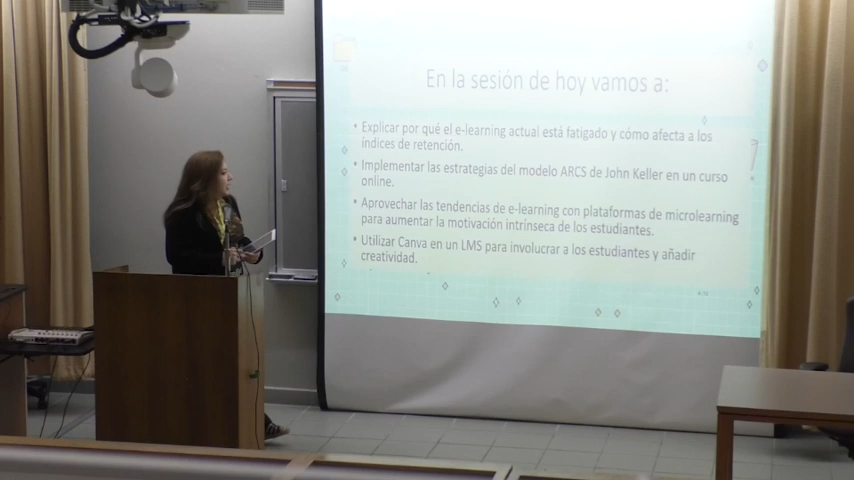 En la sesión de hoy vamos a:
• Explicar por qué el e-learning actual está fatigado y cómo afecta a los
índices de retención.
• Implementar las estrategias del modelo ARCS de John Keller en un curso
online.
• Aprovechar las tendencias de e-learning con plataformas de microlearning
para aumentar la motivación intrínseca de los estudiantes.
• Utilizar Canva en un LMS para involucrar a los estudiantes y añadir
creatividad.